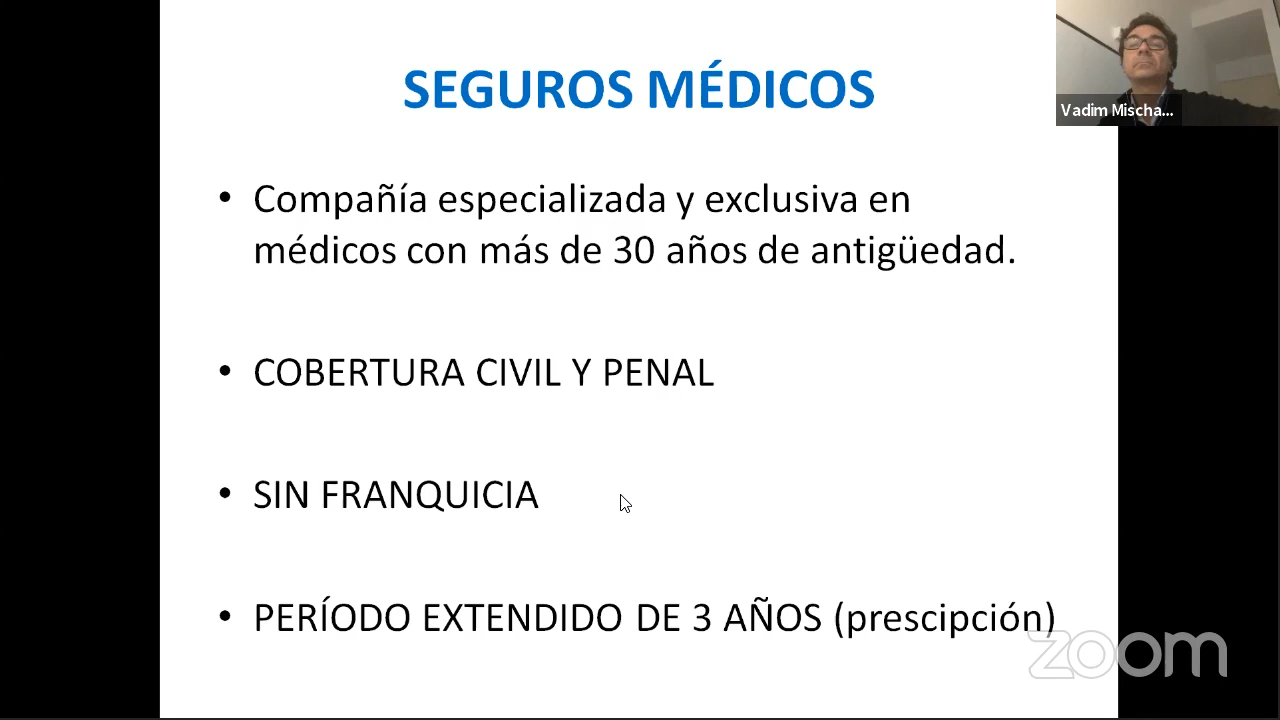 SEGUROS MÉDICOS
Vadim Mischa...
• Compañía especializada y exclusiva en
médicos con más de 30 años de antigüedad.
• COBERTURA CIVIL Y PENAL
• SIN FRANQUICIA
• PERÍODO EXTENDIDO DE 3 AÑOS (prescipción)
zoom